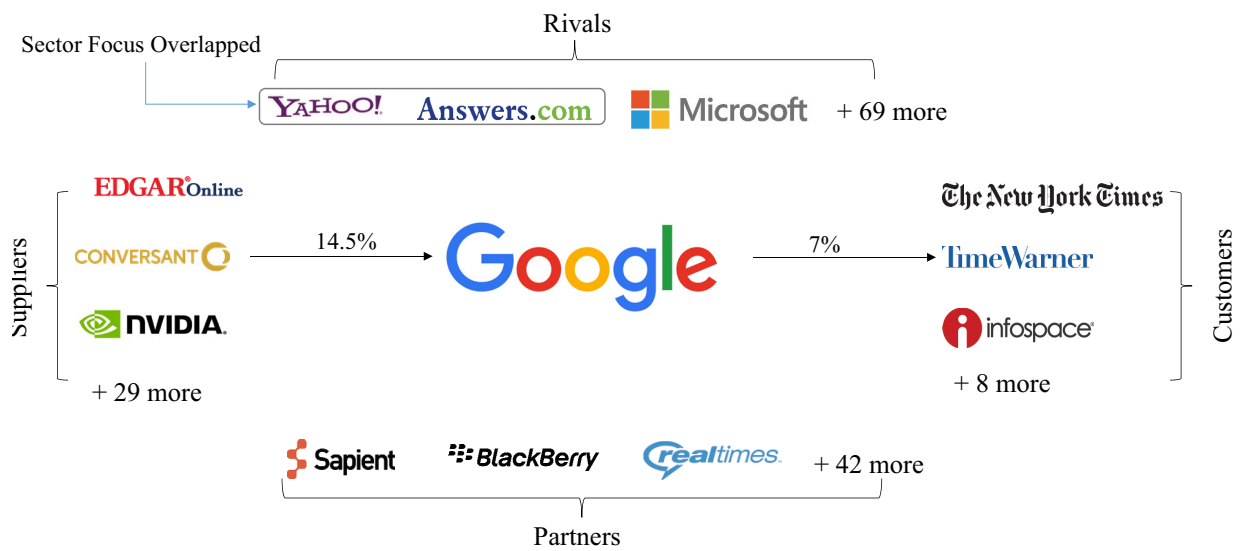 Rivals
Sector Focus Overlapped
YAHOO! Answers.com Microsoft + 69 more
EDGAR® Online
The New York Times
Suppliers
CONVERSANT
14.5%
Google
7%
TimeWarner
Customers
NVIDIA.
infospace®
+ 29 more
+ 8 more
Sapient BlackBerry realtimes + 42 more
Partners